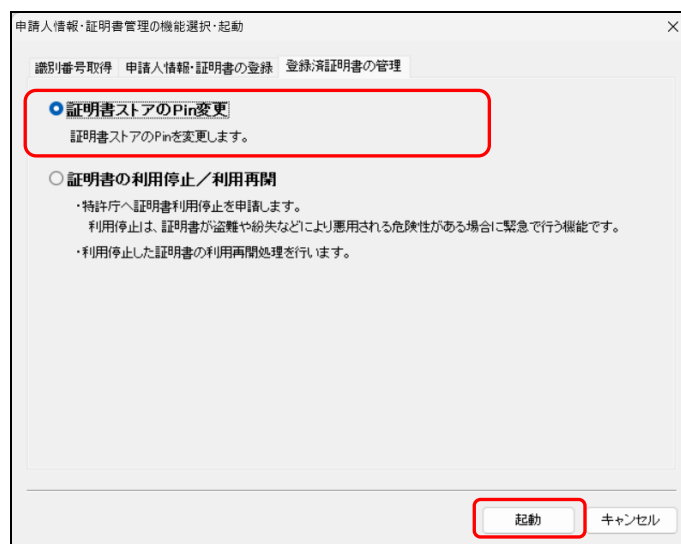 申請人情報・証明書管理の機能選択・起動
識別番号取得 申請人情報・証明書の登録 登録済証明書の管理
証明書ストアのPin変更
証明書ストアのPinを変更します。
証明書の利用停止／利用再開
・特許庁へ証明書利用停止を申請します。
利用停止は、証明書が盗難や紛失などにより悪用される危険性がある場合に緊急で行う機能です。
・利用停止した証明書の利用再開処理を行います。
起動 キャンセル